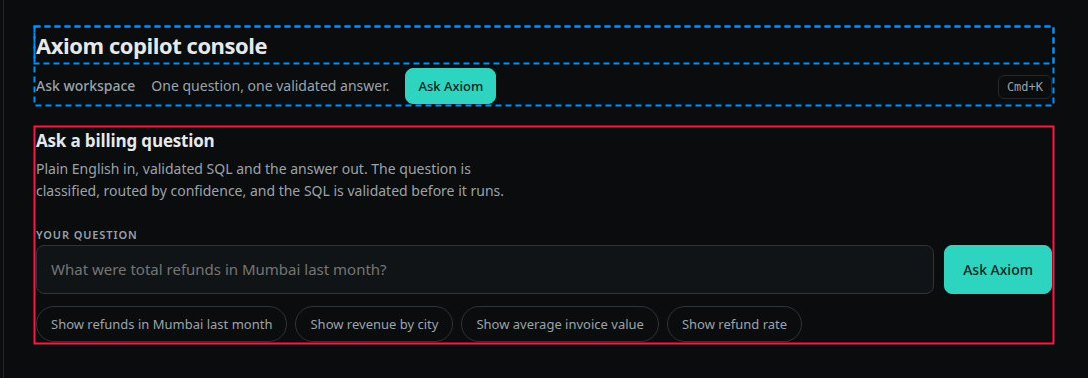 Axiom copilot console
Ask workspace One question, one validated answer. Ask Axiom Cmd+K
Ask a billing question
Plain English in, validated SQL and the answer out. The question is
classified, routed by confidence, and the SQL is validated before it runs.
YOUR QUESTION
What were total refunds in Mumbai last month? Ask Axiom
Show refunds in Mumbai last month Show revenue by city Show average invoice value Show refund rate